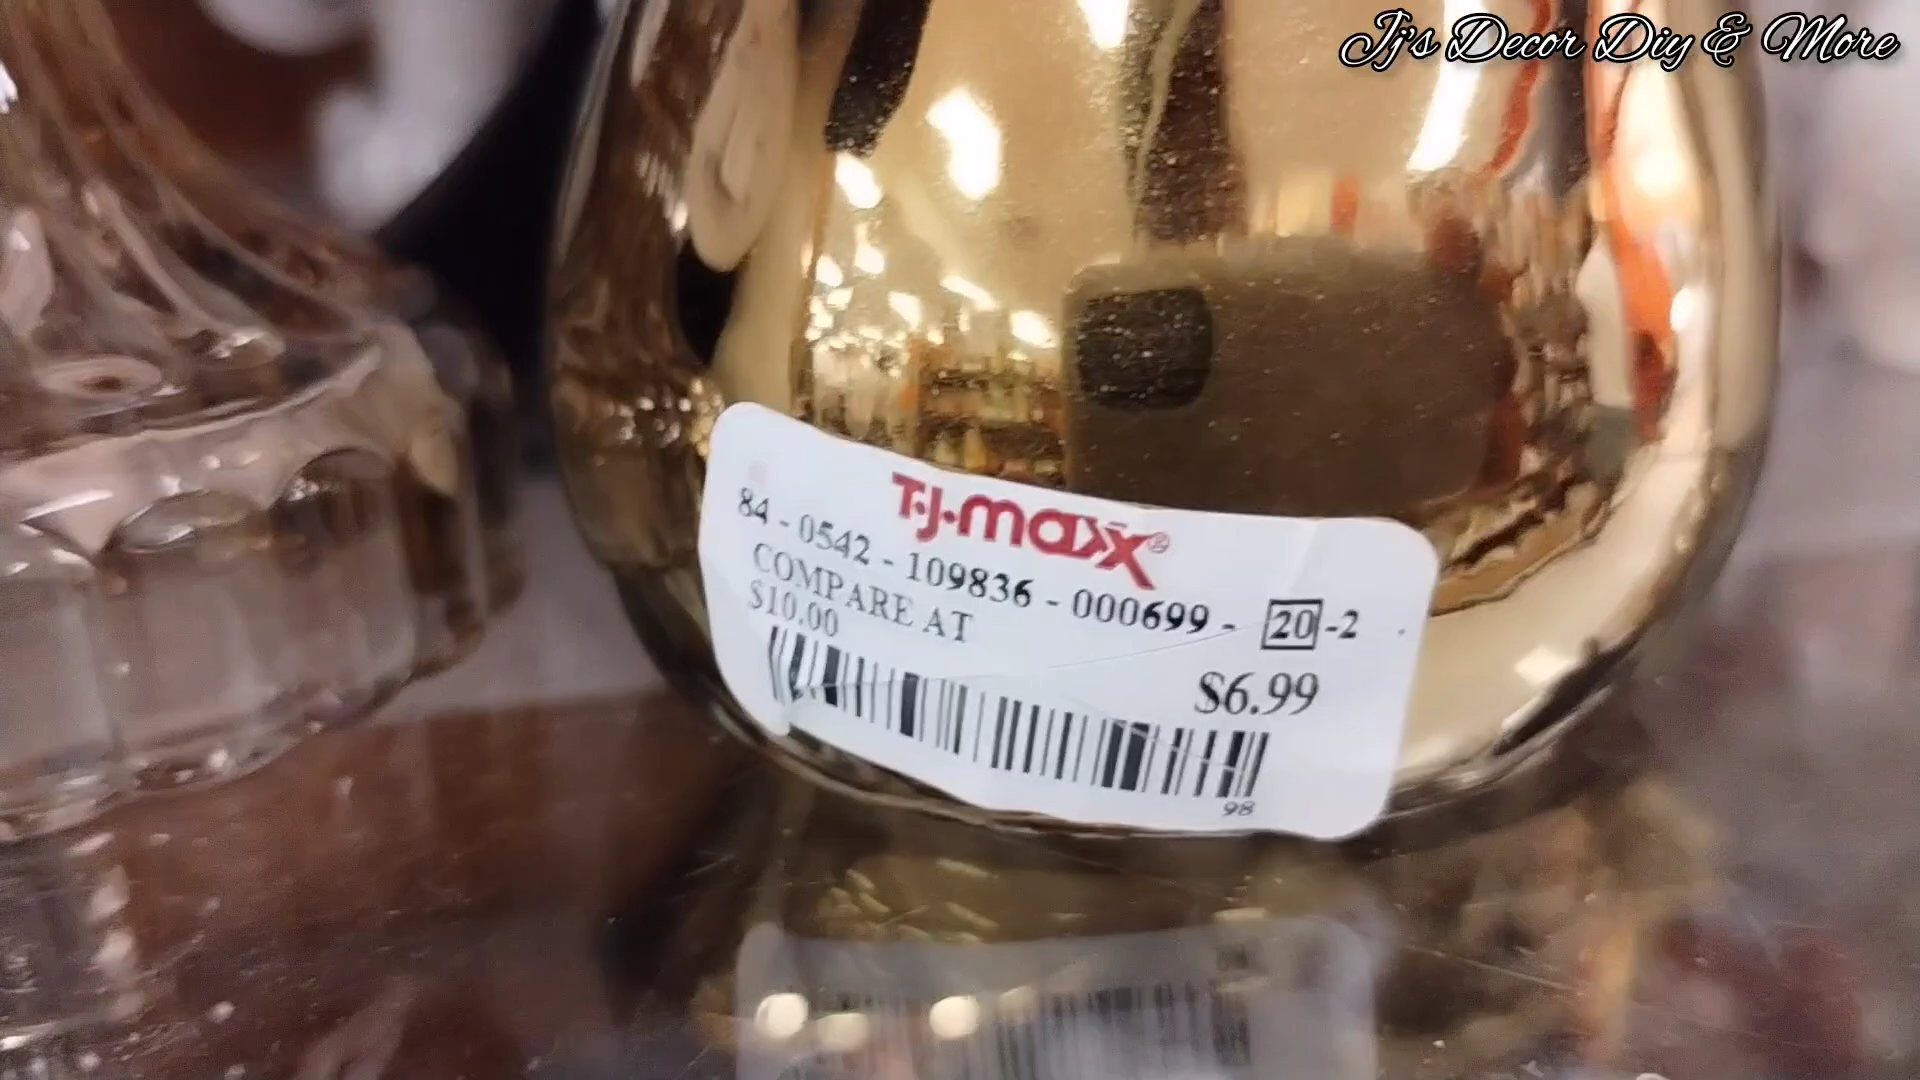 Jj's Decor Diy & More
T·J·maxx®
84 - 0542 - 109836 - 000699 - 20 -2
COMPARE AT
$10.00
$6.99
98